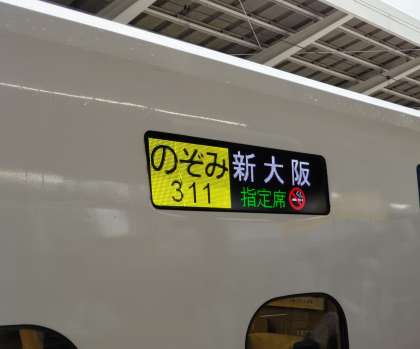 のぞみ 新大阪
311 指定席